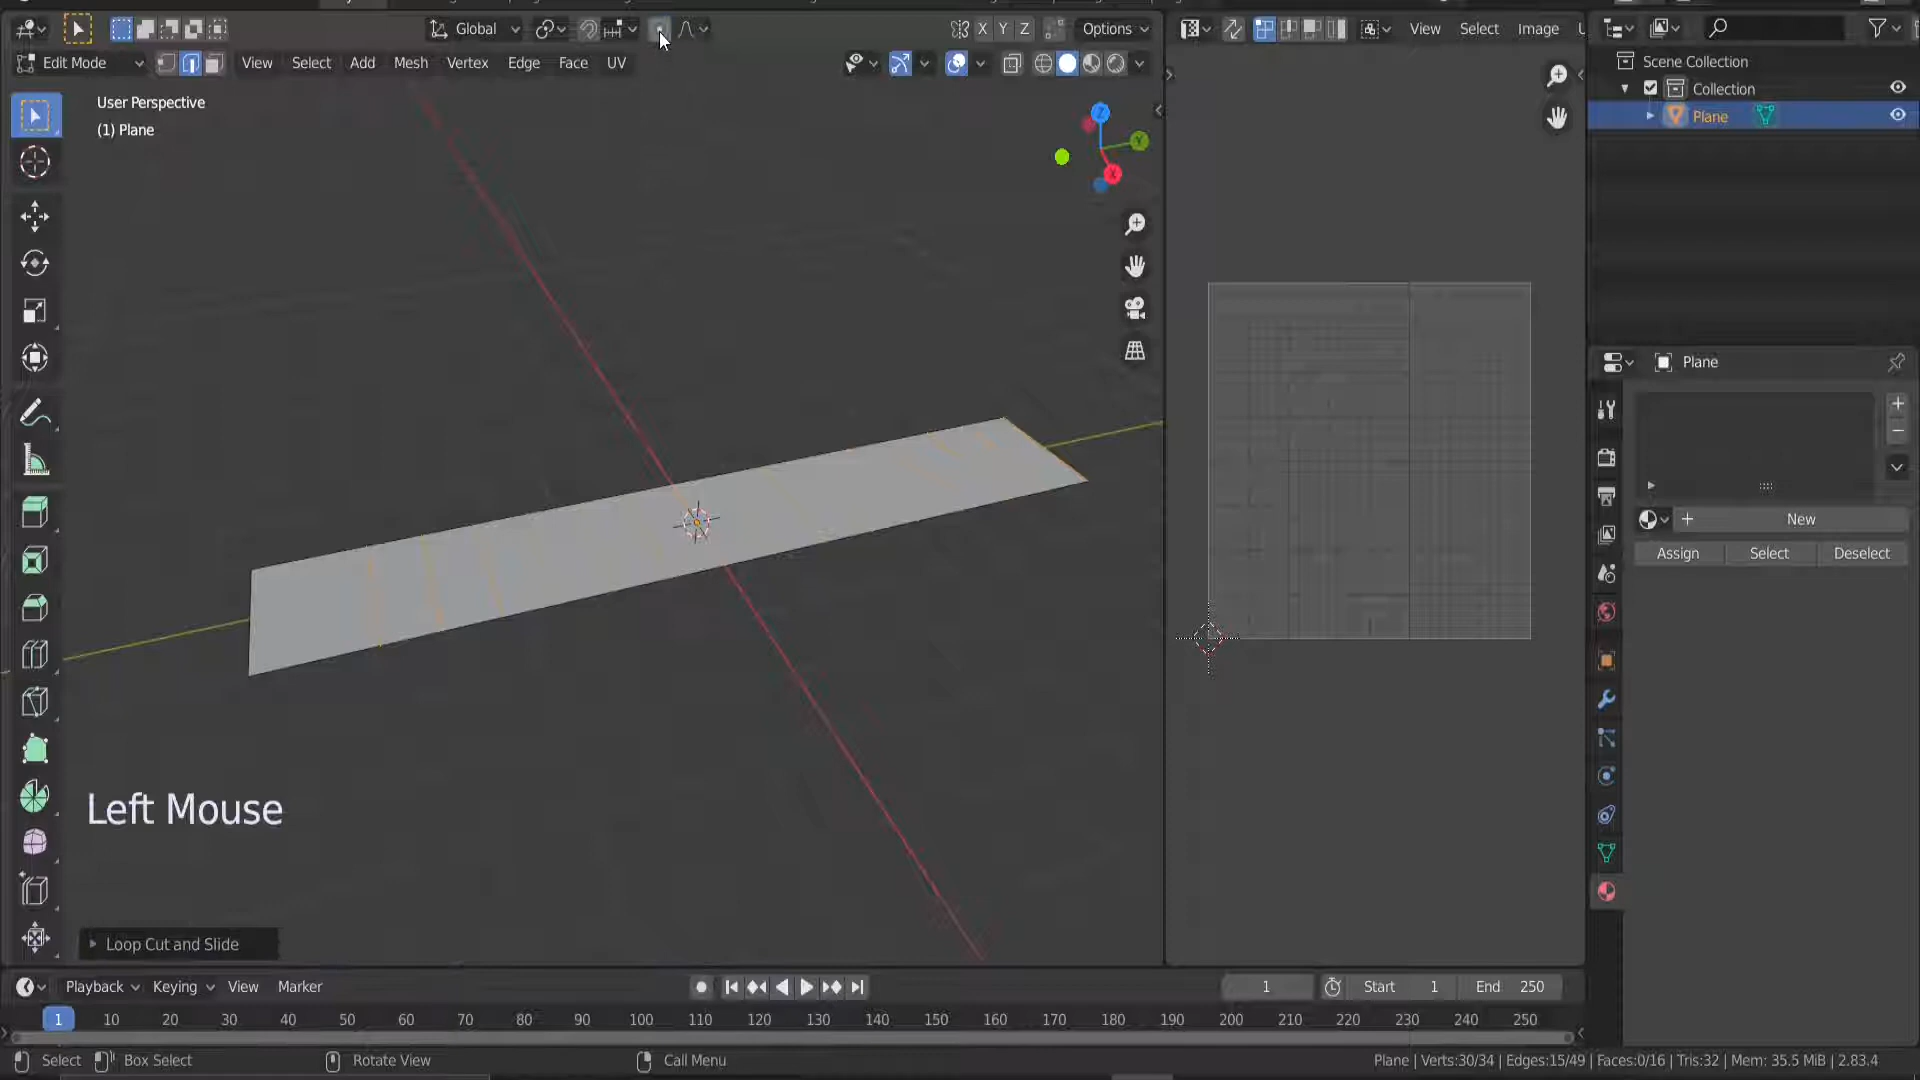 Global
X Y Z
Options
View Select Image U
Edit Mode
View Select Add Mesh Vertex Edge Face UV
Scene Collection
Collection
Plane
User Perspective
(1) Plane
Z
Y
X
Plane
New
Assign Select Deselect
Left Mouse
Loop Cut and Slide
Playback Keying View Marker
1 Start 1 End 250
1 10 20 30 40 50 60 70 80 90 100 110 120 130 140 150 160 170 180 190 200 210 220 230 240 250
Select Box Select Rotate View Call Menu Plane | Verts:30/34 | Edges:15/49 | Faces:0/16 | Tris:32 | Mem: 35.5 MiB | 2.83.4